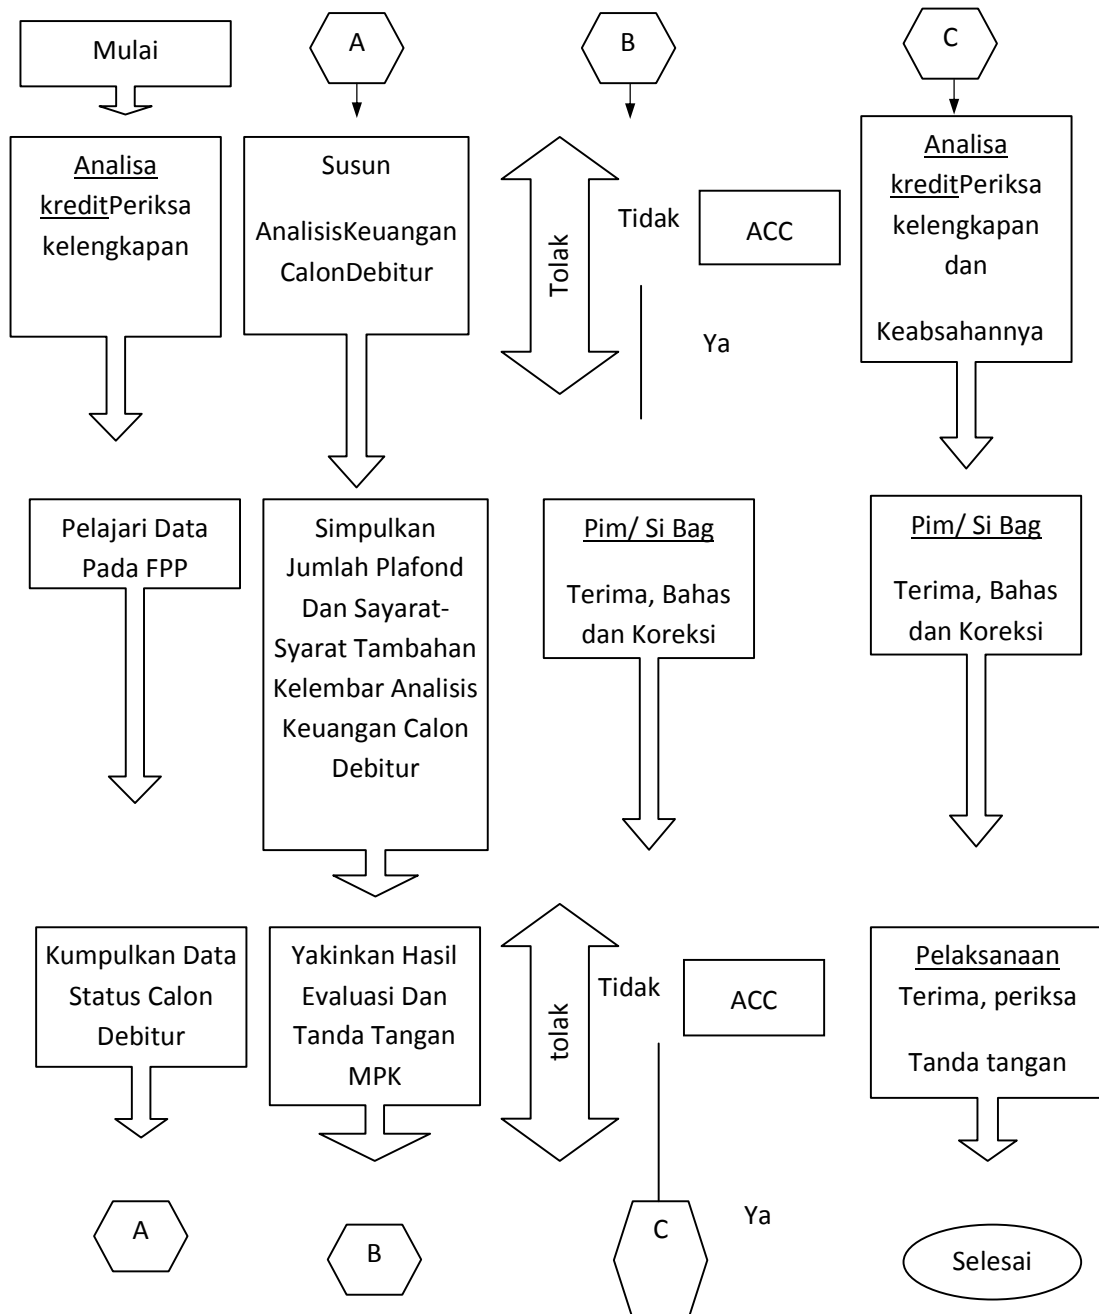 Mulai
Analisa
kreditPeriksa
kelengkapan
Pelajari Data
Pada FPP
Kumpulkan Data
Status Calon
Debitur
A
A
Susun
AnalisisKeuangan
CalonDebitur
Simpulkan
Jumlah Plafond
Dan Sayarat-
Syarat Tambahan
Kelembar Analisis
Keuangan Calon
Debitur
Yakinkan Hasil
Evaluasi Dan
Tanda Tangan
MPK
B
B
Tolak
Tidak
ACC
Ya
Pim/ Si Bag
Terima, Bahas
dan Koreksi
tolak
Tidak
ACC
Ya
C
C
Analisa
kreditPeriksa
kelengkapan
dan
Keabsahannya
Pim/ Si Bag
Terima, Bahas
dan Koreksi
Pelaksanaan
Terima, periksa
Tanda tangan
Selesai